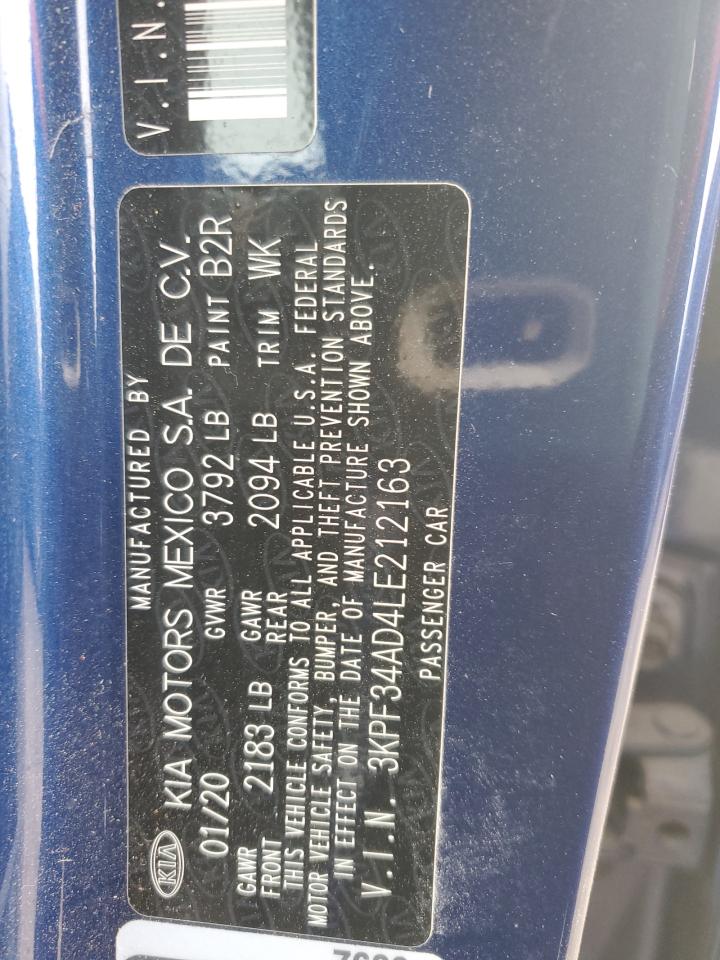 V.I.N.
MANUFACTURED BY
KIA KIA MOTORS MEXICO S.A. DE C.V.
01/20 GVWR 3792 LB PAINT B2R
GAWR FRONT 2183 LB GAWR REAR 2094 LB TRIM WK
THIS VEHICLE CONFORMS TO ALL APPLICABLE U.S.A. FEDERAL
MOTOR VEHICLE SAFETY, BUMPER, AND THEFT PREVENTION STANDARDS
IN EFFECT ON THE DATE OF MANUFACTURE SHOWN ABOVE.
V.I.N. 3KPF34AD4LE212163
PASSENGER CAR